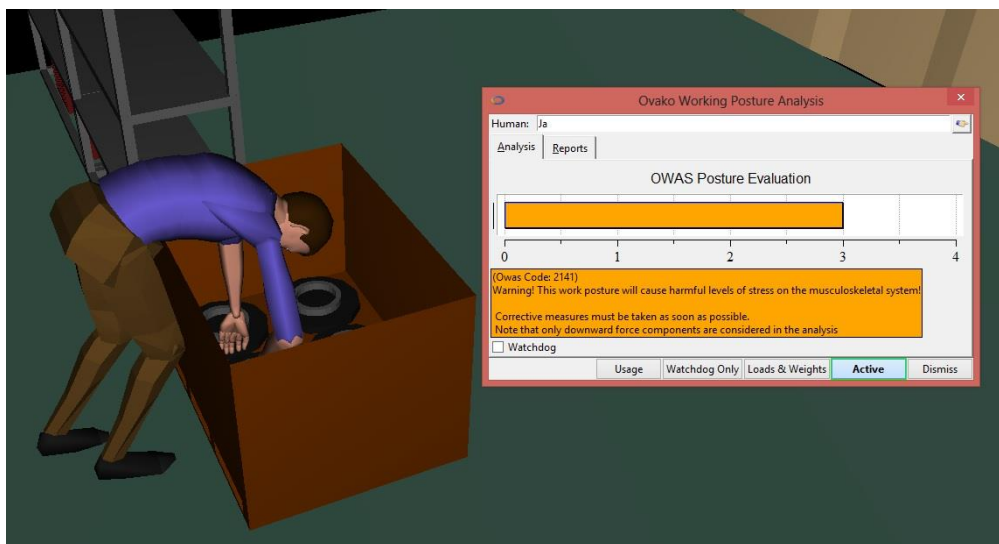 Ovako Working Posture Analysis
Human: Ja
Analysis Reports
OWAS Posture Evaluation
0 1 2 3 4
(Owas Code: 2141)
Warning! This work posture will cause harmful levels of stress on the musculoskeletal system!
Corrective measures must be taken as soon as possible.
Note that only downward force components are considered in the analysis
Watchdog
Usage Watchdog Only Loads & Weights Active Dismiss